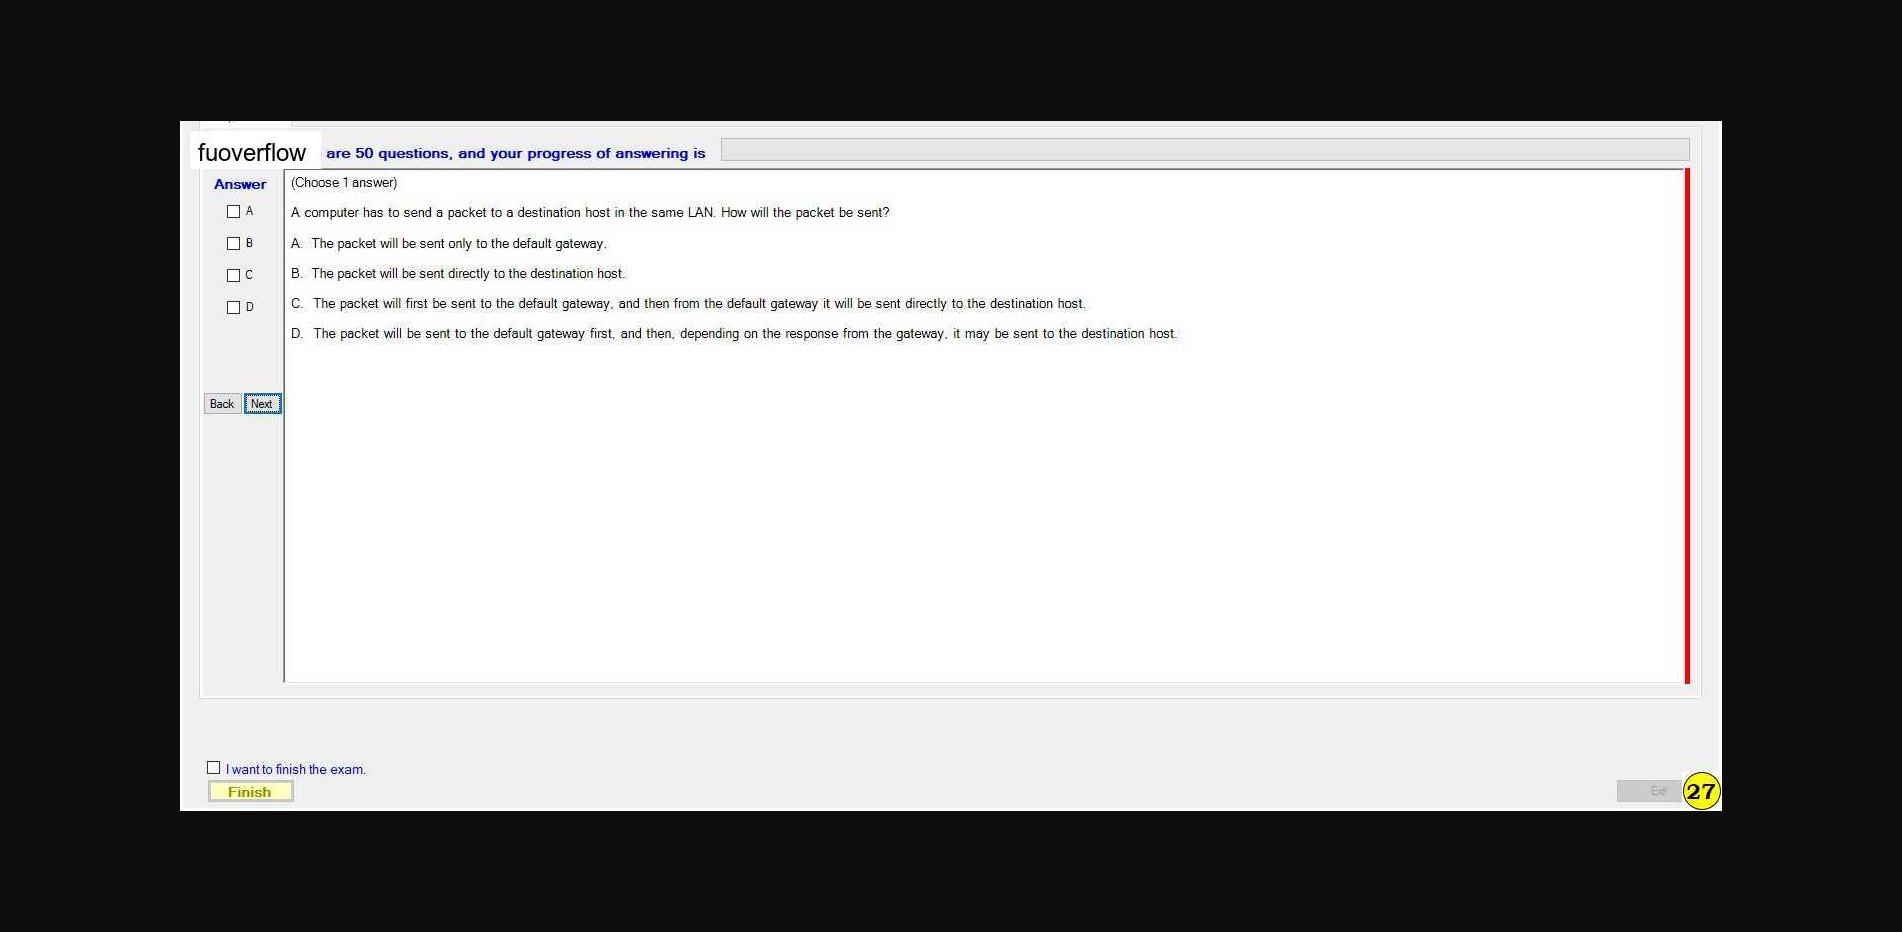 fuoverflow are 50 questions, and your progress of answering is
Answer
(Choose 1 answer)
A
A computer has to send a packet to a destination host in the same LAN. How will the packet be sent?
B
A. The packet will be sent only to the default gateway.
C
B. The packet will be sent directly to the destination host.
D
C. The packet will first be sent to the default gateway, and then from the default gateway it will be sent directly to the destination host.
D. The packet will be sent to the default gateway first, and then, depending on the response from the gateway, it may be sent to the destination host.
Back Next
I want to finish the exam.
Finish
Exit
27